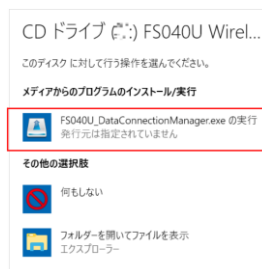 CD ドライブ (:) FS040U Wirel...
このディスク に対して行う操作を選んでください。
メディアからのプログラムのインストール/実行
FS040U_DataConnectionManager.exe の実行
発行元は指定されていません
その他の選択肢
何もしない
フォルダーを開いてファイルを表示
エクスプローラー